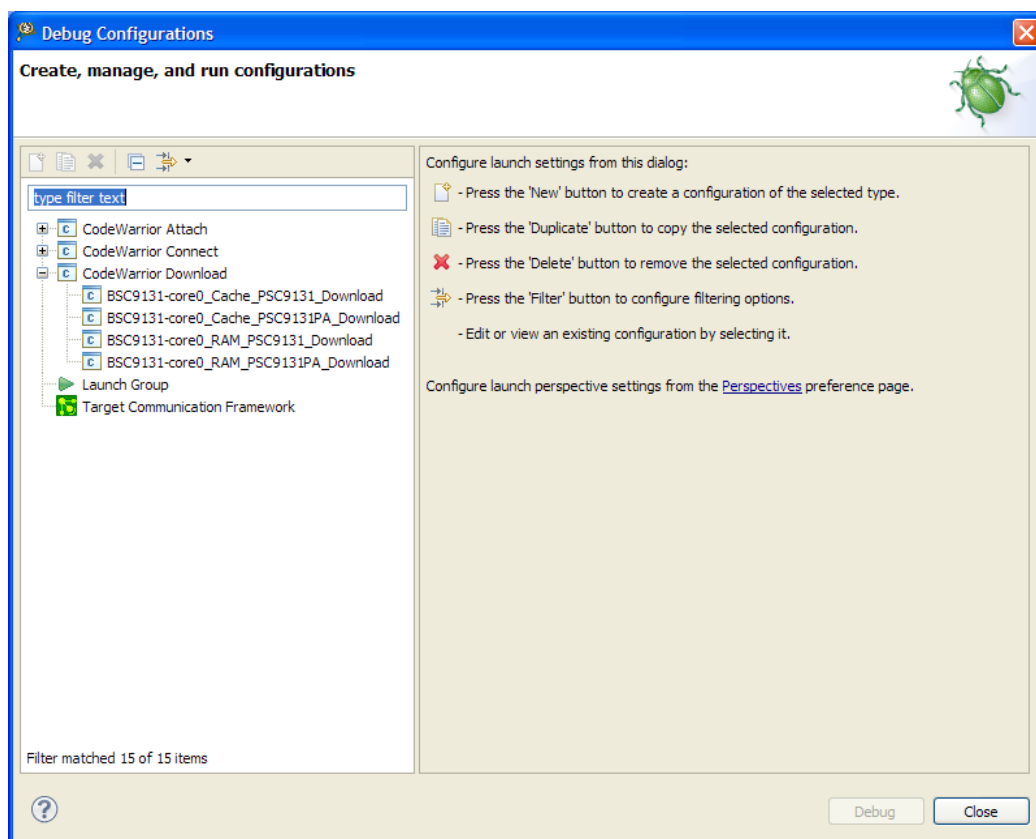 Debug Configurations
Create, manage, and run configurations
type filter text
CodeWarrior Attach
CodeWarrior Connect
CodeWarrior Download
BSC9131-core0_Cache_PSC9131_Download
BSC9131-core0_Cache_PSC9131PA_Download
BSC9131-core0_RAM_PSC9131_Download
BSC9131-core0_RAM_PSC9131PA_Download
Launch Group
Target Communication Framework
Filter matched 15 of 15 items
Configure launch settings from this dialog:
- Press the 'New' button to create a configuration of the selected type.
- Press the 'Duplicate' button to copy the selected configuration.
- Press the 'Delete' button to remove the selected configuration.
- Press the 'Filter' button to configure filtering options.
- Edit or view an existing configuration by selecting it.
Configure launch perspective settings from the Perspectives preference page.
Debug
Close